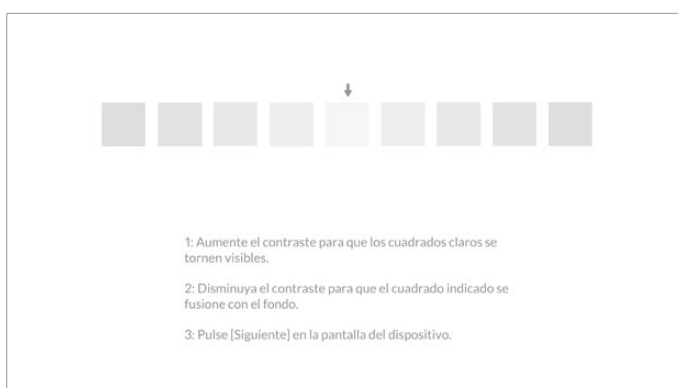 1: Aumente el contraste para que los cuadrados claros se
tornen visibles.
2: Disminuya el contraste para que el cuadrado indicado se
fusione con el fondo.
3: Pulse [Siguiente] en la pantalla del dispositivo.